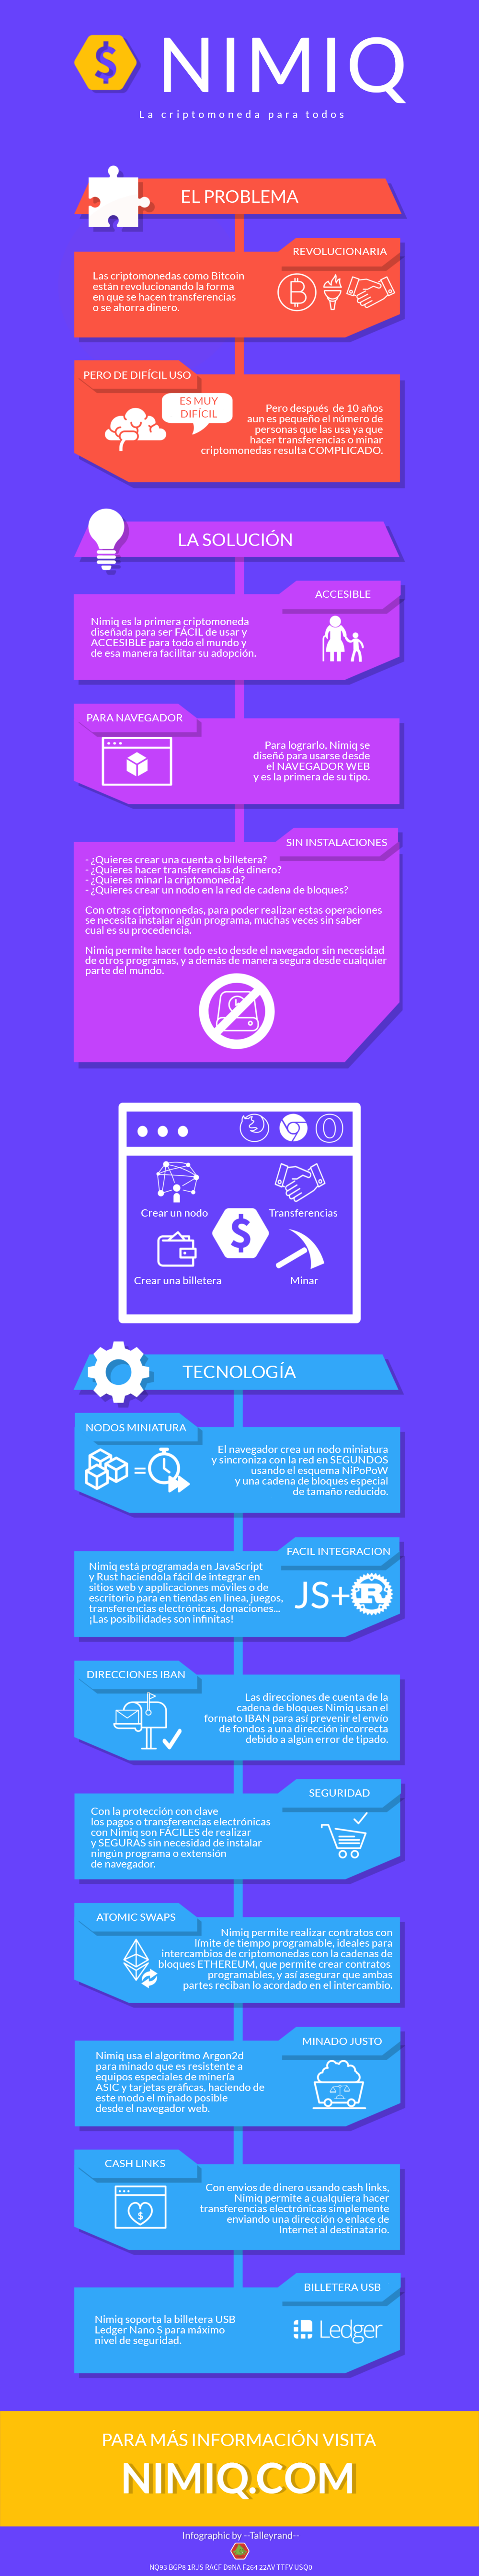 NIMIQ
La criptomoneda para todos
EL PROBLEMA
REVOLUCIONARIA
Las criptomonedas como Bitcoin
están revolucionando la forma
en que se hacen transferencias
o se ahorra dinero.
PERO DE DIFÍCIL USO
ES MUY
DIFÍCIL
Pero después de 10 años
aun es pequeño el número de
personas que las usa ya que
hacer transferencias o minar
criptomonedas resulta COMPLICADO.
LA SOLUCIÓN
ACCESIBLE
Nimiq es la primera criptomoneda
diseñada para ser FÁCIL de usar y
ACCESIBLE para todo el mundo y
de esa manera facilitar su adopción.
PARA NAVEGADOR
Para lograrlo, Nimiq se
diseñó para usarse desde
el NAVEGADOR WEB
y es la primera de su tipo.
SIN INSTALACIONES
- ¿Quieres crear una cuenta o billetera?
- ¿Quieres hacer transferencias de dinero?
- ¿Quieres minar la criptomoneda?
- ¿Quieres crear un nodo en la red de cadena de bloques?
Con otras criptomonedas, para poder realizar estas operaciones
se necesita instalar algún programa, muchas veces sin saber
cual es su procedencia.
Nimiq permite hacer todo esto desde el navegador sin necesidad
de otros programas, y a demás de manera segura desde cualquier
parte del mundo.
Crear un nodo
Transferencias
Crear una billetera
Minar
TECNOLOGÍA
NODOS MINIATURA
El navegador crea un nodo miniatura
y sincroniza con la red en SEGUNDOS
usando el esquema NiPoPoW
y una cadena de bloques especial
de tamaño reducido.
FACIL INTEGRACION
Nimiq está programada en JavaScript
y Rust haciendola fácil de integrar en
sitios web y applicaciones móviles o de
escritorio para en tiendas en linea, juegos,
transferencias electrónicas, donaciones...
¡Las posibilidades son infinitas!
JS+R
DIRECCIONES IBAN
Las direcciones de cuenta de la
cadena de bloques Nimiq usan el
formato IBAN para así prevenir el envío
de fondos a una dirección incorrecta
debido a algún error de tipado.
SEGURIDAD
Con la protección con clave
los pagos o transferencias electrónicas
con Nimiq son FÁCILES de realizar
y SEGURAS sin necesidad de instalar
ningún programa o extensión
de navegador.
ATOMIC SWAPS
Nimiq permite realizar contratos con
límite de tiempo programable, ideales para
intercambios de criptomonedas con la cadenas de
bloques ETHEREUM, que permite crear contratos
programables, y así asegurar que ambas
partes reciban lo acordado en el intercambio.
MINADO JUSTO
Nimiq usa el algoritmo Argon2d
para minado que es resistente a
equipos especiales de minería
ASIC y tarjetas gráficas, haciendo de
este modo el minado posible
desde el navegador web.
CASH LINKS
Con envios de dinero usando cash links,
Nimiq permite a cualquiera hacer
transferencias electrónicas simplemente
enviando una dirección o enlace de
Internet al destinatario.
BILLETERA USB
Nimiq soporta la billetera USB
Ledger Nano S para máximo
nivel de seguridad.
Ledger
PARA MÁS INFORMACIÓN VISITA
NIMIQ.COM
Infographic by --Talleyrand--
NQ93 BGP8 1RJS RACF D9NA F264 22AV TTFV USQ0